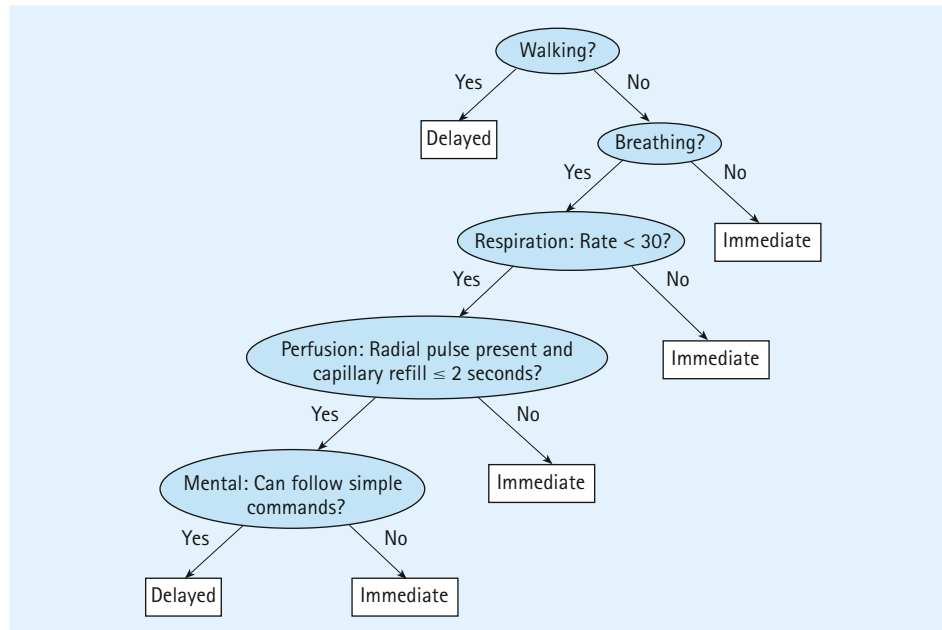 Walking?
Yes
No
Delayed
Breathing?
Yes
No
Respiration: Rate < 30?
Immediate
Yes
No
Perfusion: Radial pulse present and
capillary refill ≤ 2 seconds?
Immediate
Yes
No
Mental: Can follow simple
commands?
Immediate
Yes
No
Delayed
Immediate